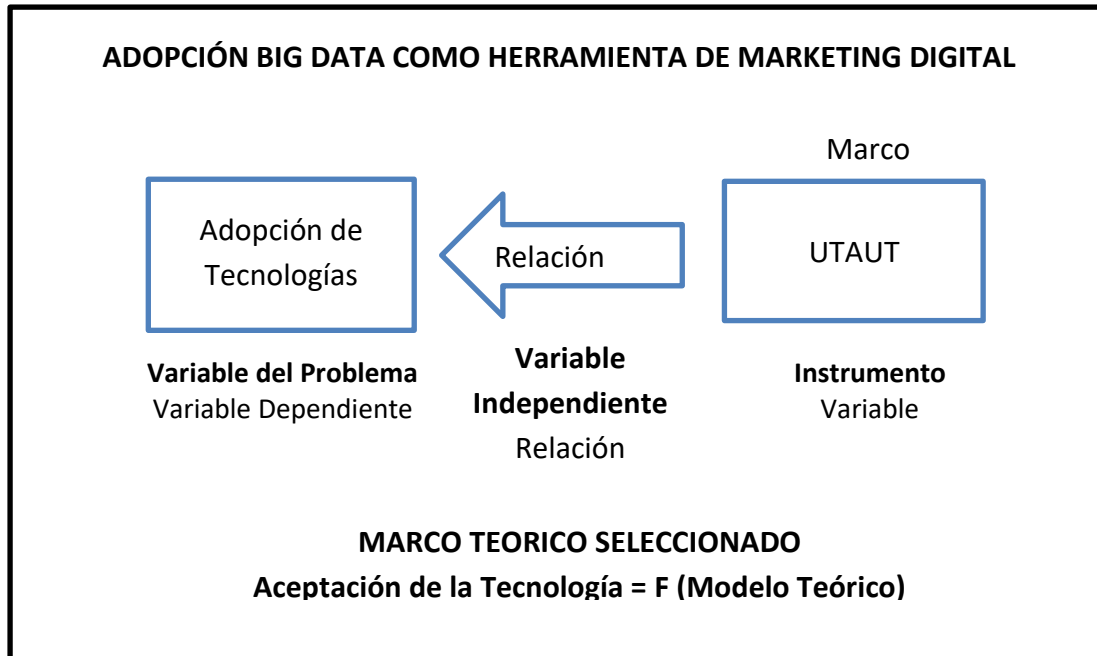 ADOPCIÓN BIG DATA COMO HERRAMIENTA DE MARKETING DIGITAL
Marco
Adopción de
Tecnologías
Relación
UTAUT
Variable del Problema
Variable Dependiente
Variable
Independiente
Relación
Instrumento
Variable
MARCO TEORICO SELECCIONADO
Aceptación de la Tecnología = F (Modelo Teórico)